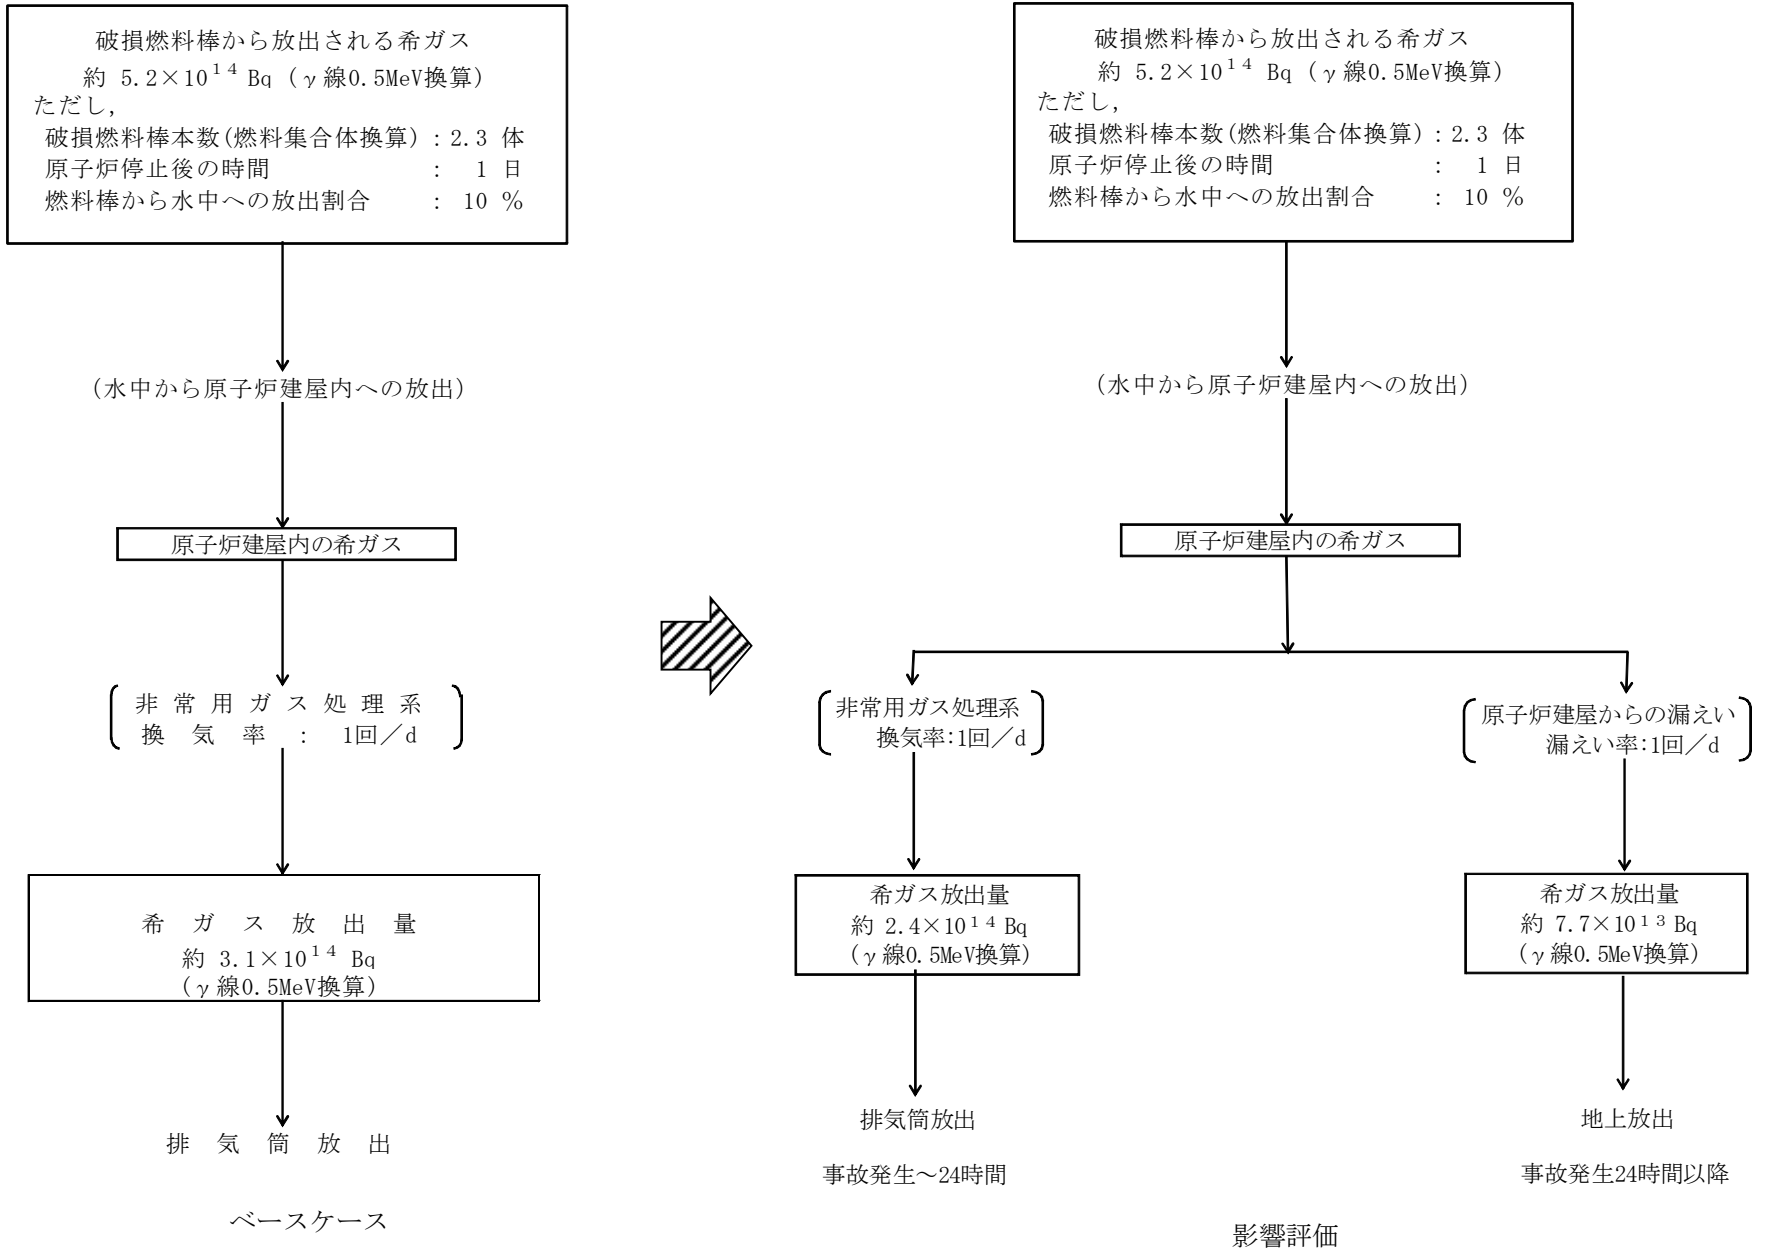 破損燃料棒から放出される希ガス
約 5.2×10¹⁴ Bq (γ線0.5MeV換算)
ただし,
破損燃料棒本数(燃料集合体換算) : 2.3 体
原子炉停止後の時間 : 1 日
燃料棒から水中への放出割合 : 10 %
(水中から原子炉建屋内への放出)
原子炉建屋内の希ガス
非常用ガス処理系
換気率 : 1回/d
希ガス放出量
約 3.1×10¹⁴ Bq
(γ線0.5MeV換算)
排気筒放出
ベースケース
破損燃料棒から放出される希ガス
約 5.2×10¹⁴ Bq (γ線0.5MeV換算)
ただし,
破損燃料棒本数(燃料集合体換算) : 2.3 体
原子炉停止後の時間 : 1 日
燃料棒から水中への放出割合 : 10 %
(水中から原子炉建屋内への放出)
原子炉建屋内の希ガス
非常用ガス処理系
換気率:1回/d
希ガス放出量
約 2.4×10¹⁴ Bq
(γ線0.5MeV換算)
排気筒放出
事故発生～24時間
原子炉建屋からの漏えい
漏えい率:1回/d
希ガス放出量
約 7.7×10¹³ Bq
(γ線0.5MeV換算)
地上放出
事故発生24時間以降
影響評価